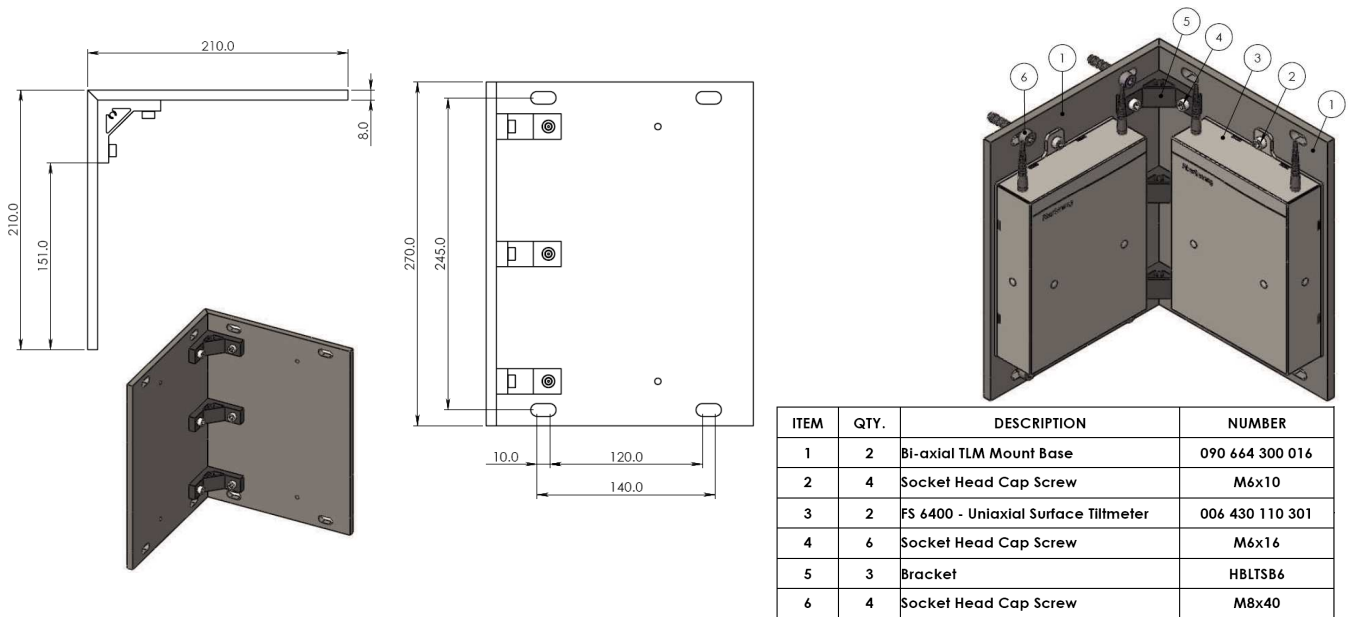 210.0
8.0
210.0
151.0
270.0
245.0
10.0
120.0
140.0
5
4
1
3
6
2
1
ITEM QTY. DESCRIPTION NUMBER
1 2 Bi-axial TLM Mount Base 090 664 300 016
2 4 Socket Head Cap Screw M6x10
3 2 FS 6400 - Uniaxial Surface Tiltmeter 006 430 110 301
4 6 Socket Head Cap Screw M6x16
5 3 Bracket HBLTSB6
6 4 Socket Head Cap Screw M8x40